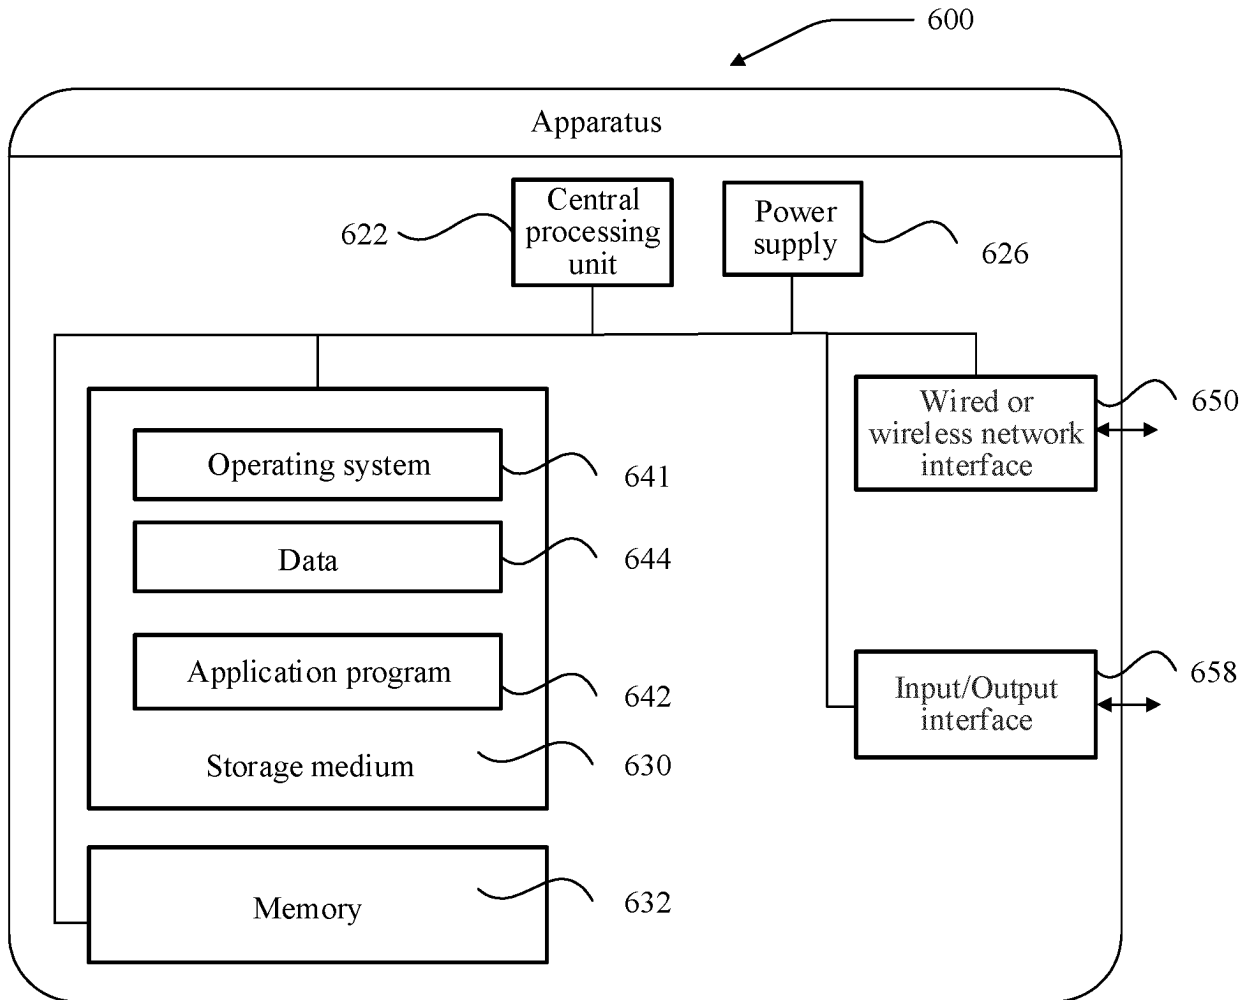 600
Apparatus
Central
processing
unit
622
Power
supply
626
Wired or
wireless network
interface
650
Operating system
641
Data
644
Application program
642
Storage medium
630
Input/Output
interface
658
Memory
632